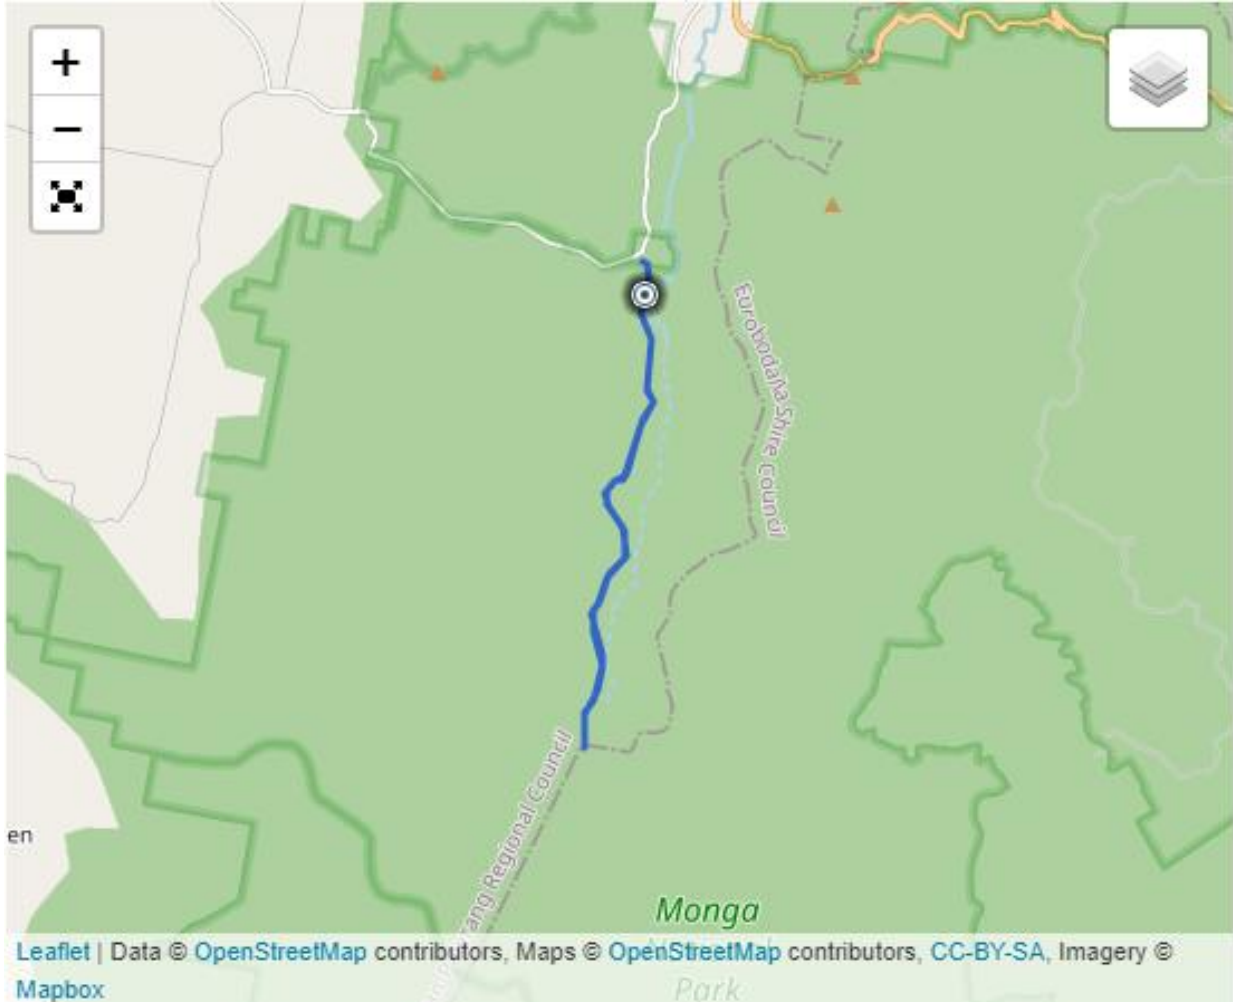 +
−
Eurobodalla Shire Council
ang Regional Council
en
Monga
Leaflet | Data © OpenStreetMap contributors, Maps © OpenStreetMap contributors, CC-BY-SA, Imagery ©
Mapbox
Park